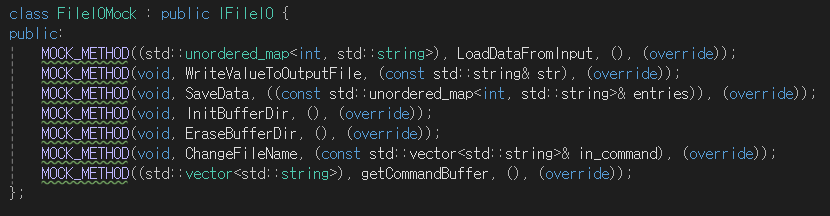 class FileIOMock : public IFileIO {
public:
    MOCK_METHOD((std::unordered_map<int, std::string>), LoadDataFromInput, (), (override));
    MOCK_METHOD(void, WriteValueToOutputFile, (const std::string& str), (override));
    MOCK_METHOD(void, SaveData, ((const std::unordered_map<int, std::string>& entries)), (override));
    MOCK_METHOD(void, InitBufferDir, (), (override));
    MOCK_METHOD(void, EraseBufferDir, (), (override));
    MOCK_METHOD(void, ChangeFileName, (const std::vector<std::string>& in_command), (override));
    MOCK_METHOD((std::vector<std::string>), getCommandBuffer, (), (override));
};